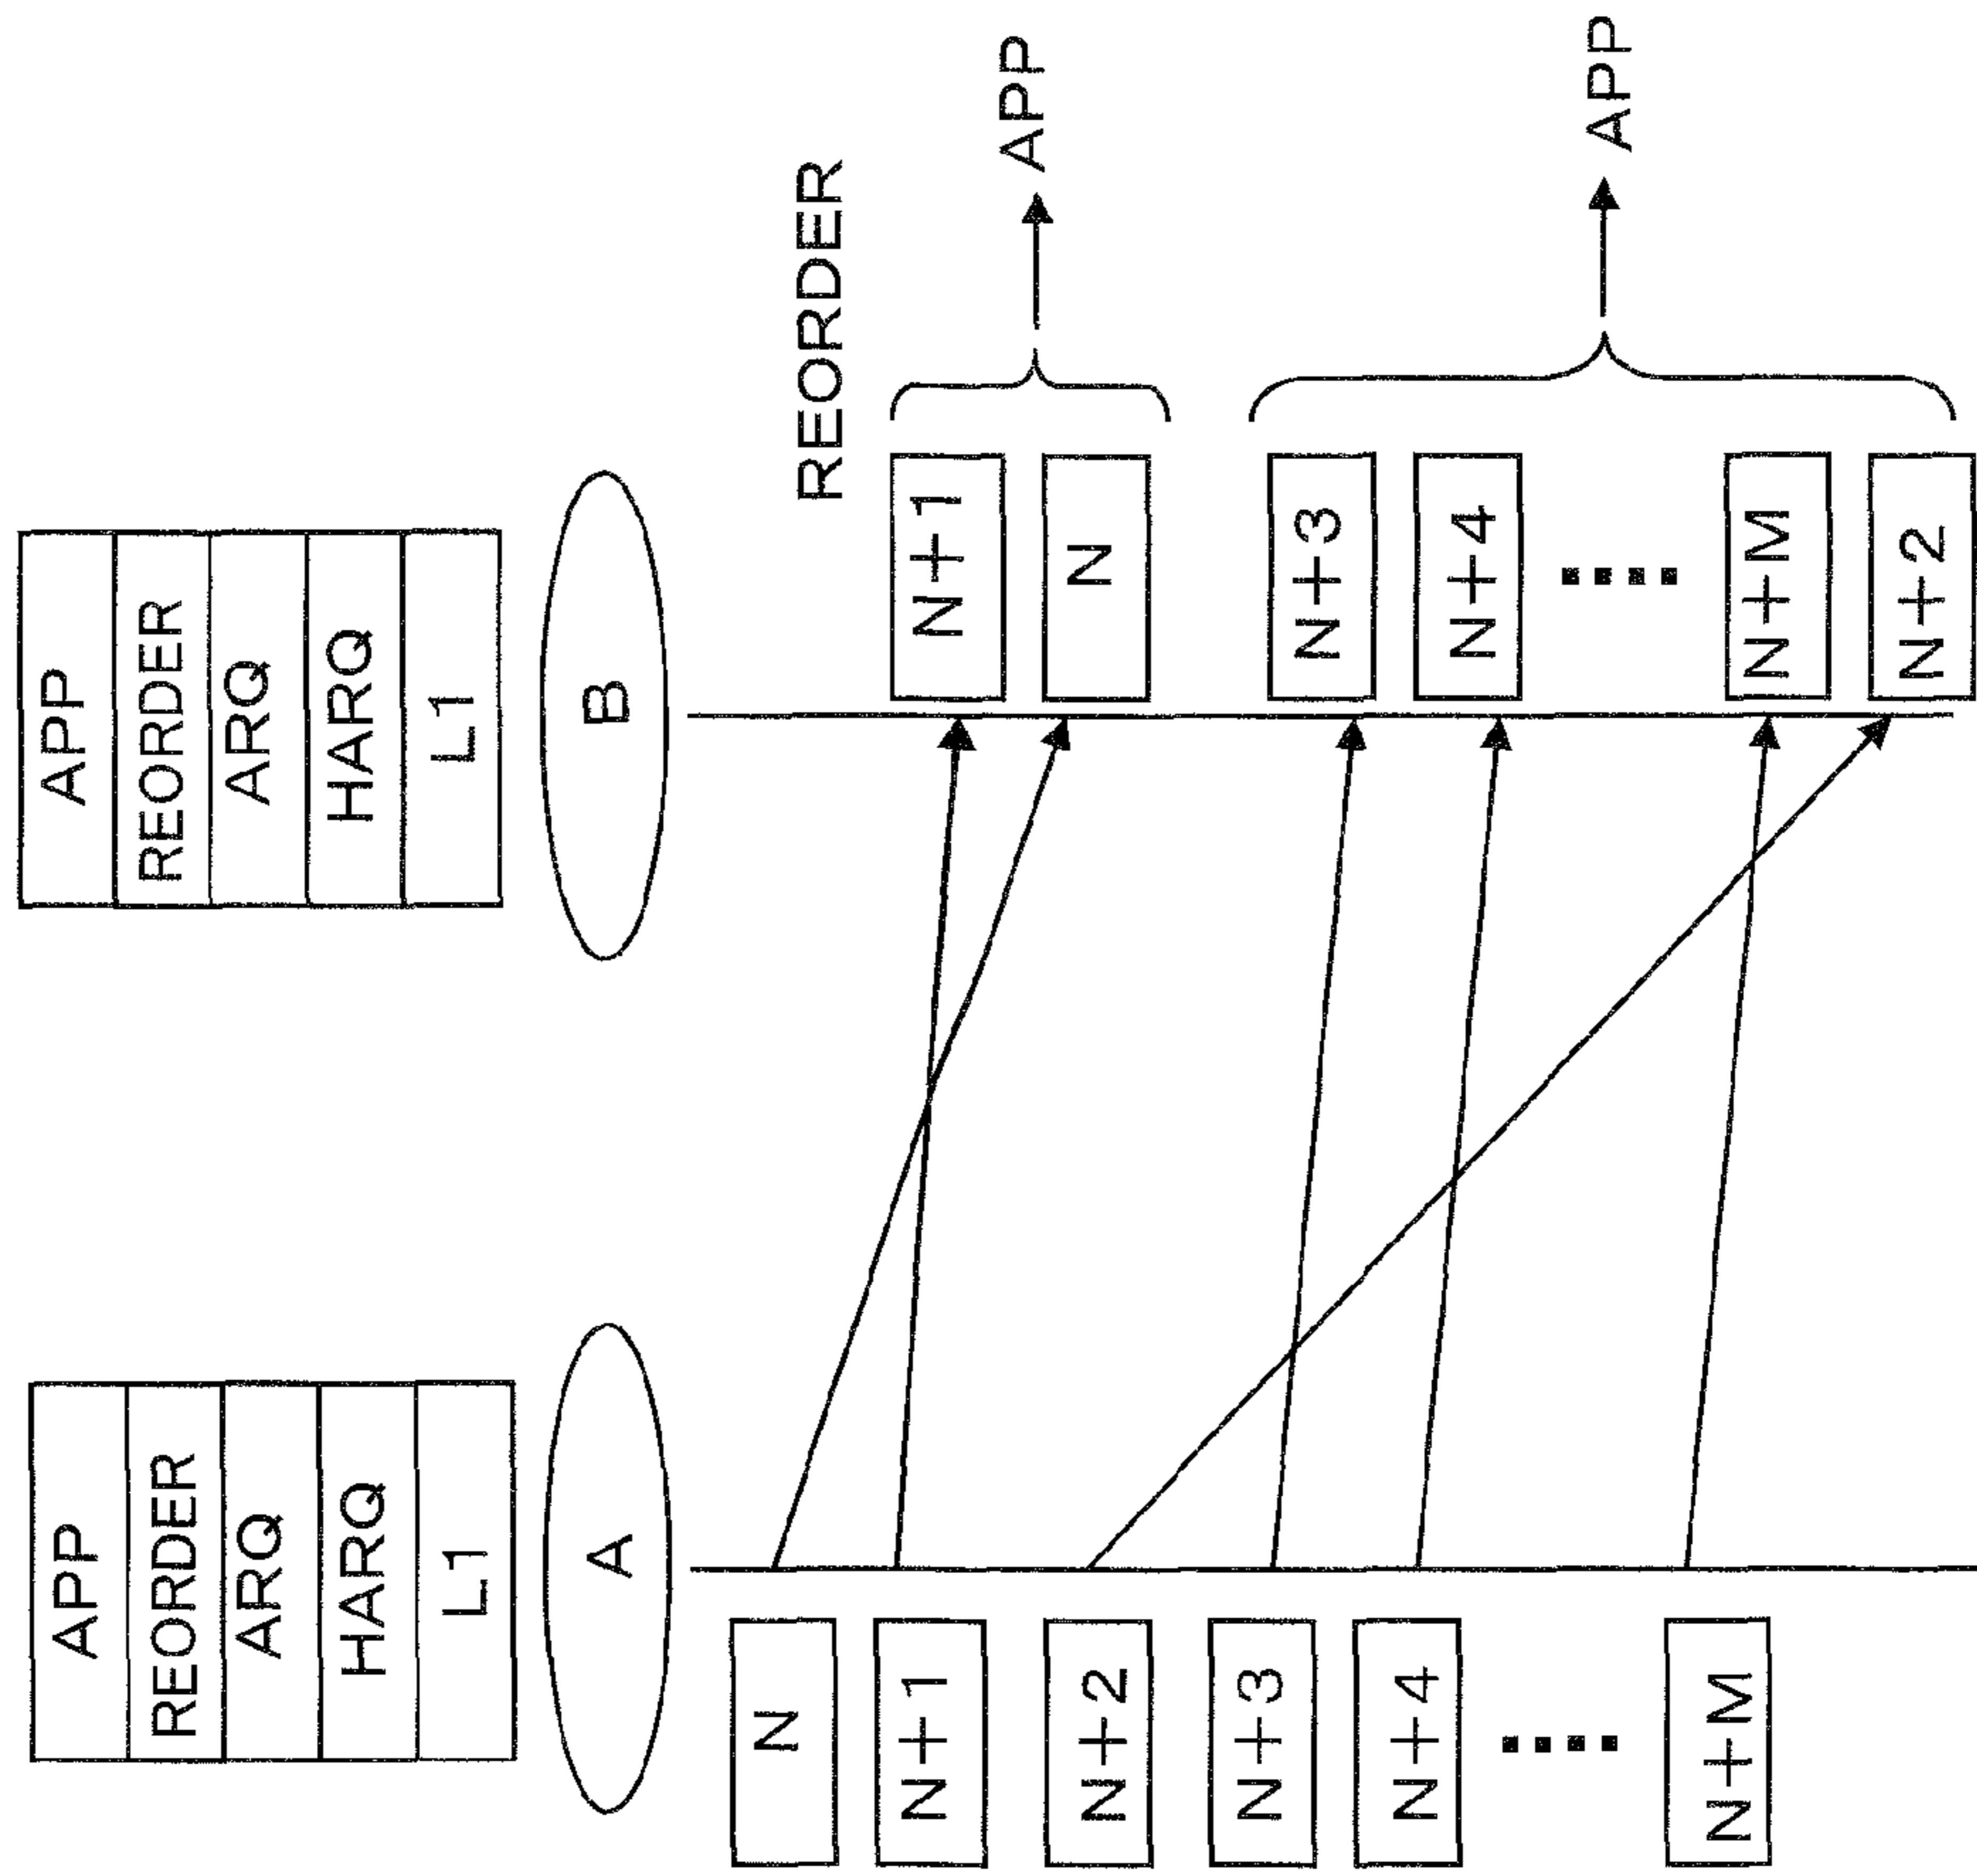 APP
REORDER
ARQ
HARQ
L1
APP
REORDER
ARQ
HARQ
L1
A
B
REORDER
N
N+1
N+2
N+3
N+4
....
N+M
N+1
N
N+3
N+4
....
N+M
N+2
APP
APP